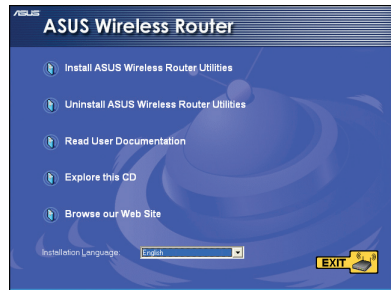 ASUS
ASUS Wireless Router
Install ASUS Wireless Router Utilities
Uninstall ASUS Wireless Router Utilities
Read User Documentation
Explore this CD
Browse our Web Site
Installation Language: English
EXIT